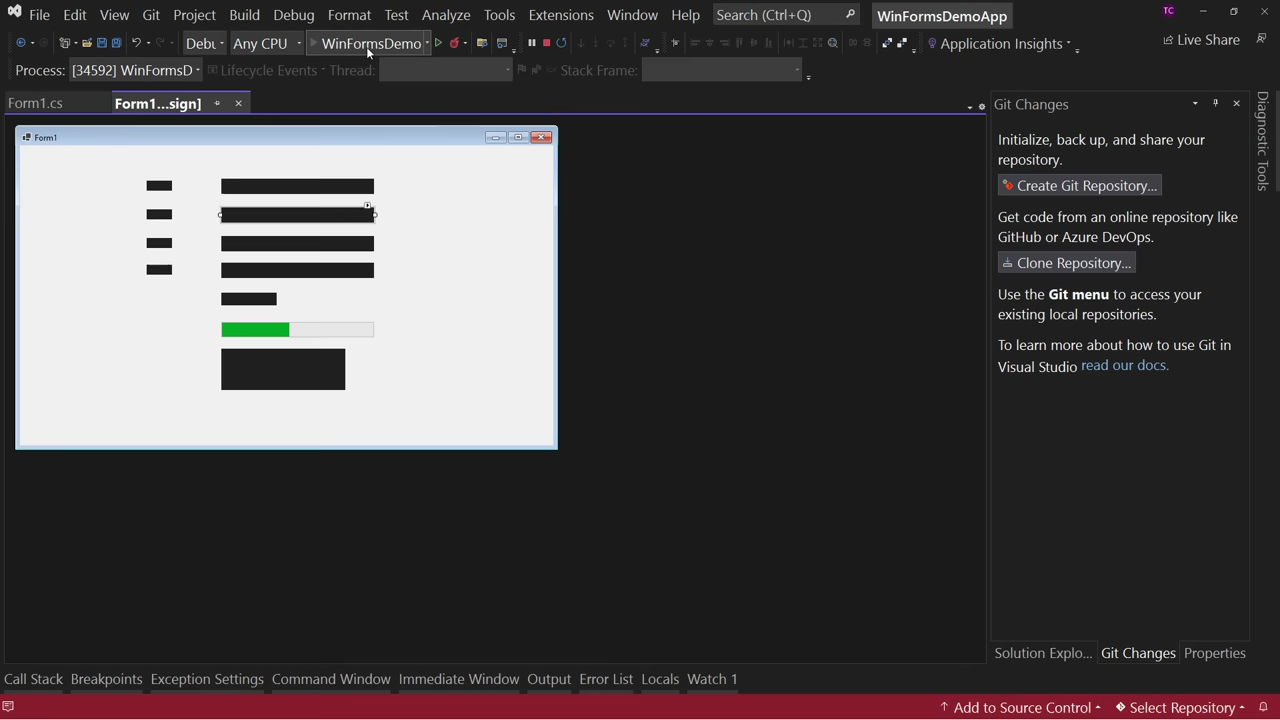 File Edit View Git Project Build Debug Format Test Analyze Tools Extensions Window Help Search (Ctrl+Q) WinFormsDemoApp TC
Debu Any CPU WinFormsDemo Application Insights Live Share
Process: [34592] WinFormsD Lifecycle Events Thread: Stack Frame:
Form1.cs Form1...sign]
Form1
Git Changes
Initialize, back up, and share your
repository.
Create Git Repository...
Get code from an online repository like
GitHub or Azure DevOps.
Clone Repository...
Use the Git menu to access your
existing local repositories.
To learn more about how to use Git in
Visual Studio read our docs.
Diagnostic Tools
Solution Explo... Git Changes Properties
Call Stack Breakpoints Exception Settings Command Window Immediate Window Output Error List Locals Watch 1
Add to Source Control Select Repository